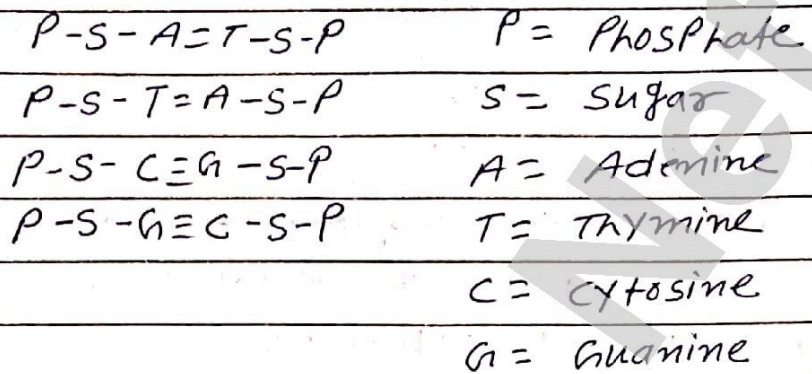 P-S-A=T-S-P P = Phosphate
P-S-T=A-S-P S = Sugar
P-S-C≡G-S-P A = Adenine
P-S-G≡C-S-P T = Thymine
C = Cytosine
G = Guanine